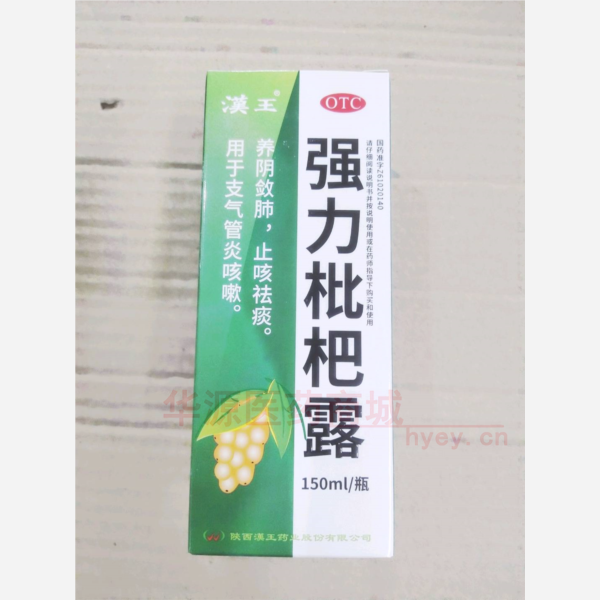 漢王®
OTC
养阴敛肺，止咳祛痰。
用于支气管炎咳嗽。
强力枇杷露
国药准字Z61020140
请仔细阅读说明书并按说明使用或在药师指导下购买和使用
150ml/瓶
陕西漢王药业股份有限公司
华源医药商城
hyey.cn